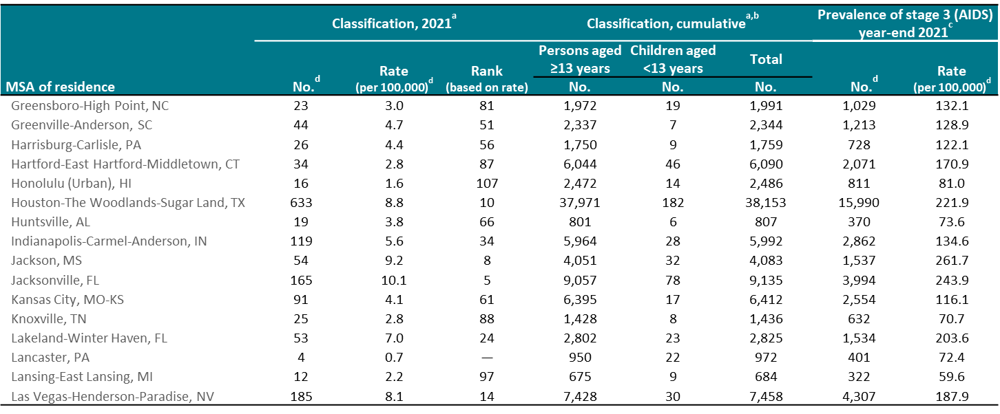 Classification, 2021a Classification, cumulativea,b Prevalence of stage 3 (AIDS)
year-end 2021c
Persons aged Children aged
≥13 years <13 years Total
Rate Rank Rate
MSA of residence No.d (per 100,000)d (based on rate) No. No. No. No.d (per 100,000)d
Greensboro-High Point, NC 23 3.0 81 1,972 19 1,991 1,029 132.1
Greenville-Anderson, SC 44 4.7 51 2,337 7 2,344 1,213 128.9
Harrisburg-Carlisle, PA 26 4.4 56 1,750 9 1,759 728 122.1
Hartford-East Hartford-Middletown, CT 34 2.8 87 6,044 46 6,090 2,071 170.9
Honolulu (Urban), HI 16 1.6 107 2,472 14 2,486 811 81.0
Houston-The Woodlands-Sugar Land, TX 633 8.8 10 37,971 182 38,153 15,990 221.9
Huntsville, AL 19 3.8 66 801 6 807 370 73.6
Indianapolis-Carmel-Anderson, IN 119 5.6 34 5,964 28 5,992 2,862 134.6
Jackson, MS 54 9.2 8 4,051 32 4,083 1,537 261.7
Jacksonville, FL 165 10.1 5 9,057 78 9,135 3,994 243.9
Kansas City, MO-KS 91 4.1 61 6,395 17 6,412 2,554 116.1
Knoxville, TN 25 2.8 88 1,428 8 1,436 632 70.7
Lakeland-Winter Haven, FL 53 7.0 24 2,802 23 2,825 1,534 203.6
Lancaster, PA 4 0.7 — 950 22 972 401 72.4
Lansing-East Lansing, MI 12 2.2 97 675 9 684 322 59.6
Las Vegas-Henderson-Paradise, NV 185 8.1 14 7,428 30 7,458 4,307 187.9